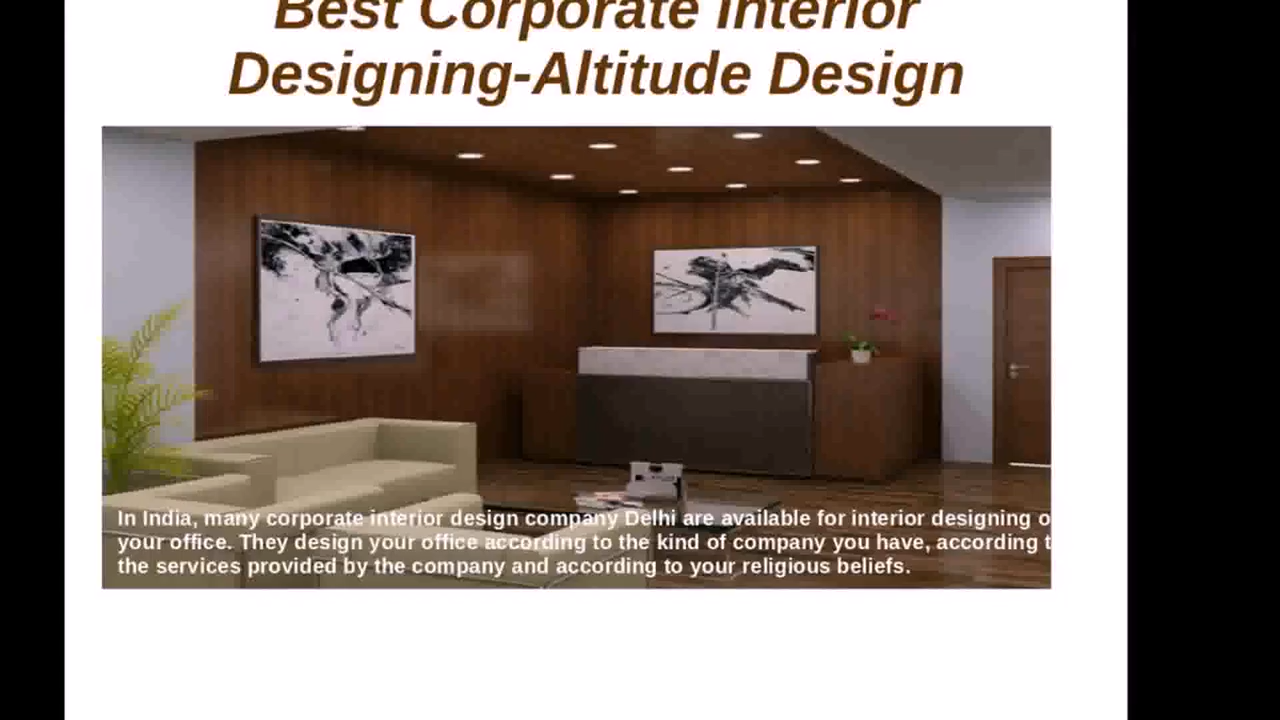 Best Corporate Interior
Designing-Altitude Design
In India, many corporate interior design company Delhi are available for interior designing o
your office. They design your office according to the kind of company you have, according t
the services provided by the company and according to your religious beliefs.